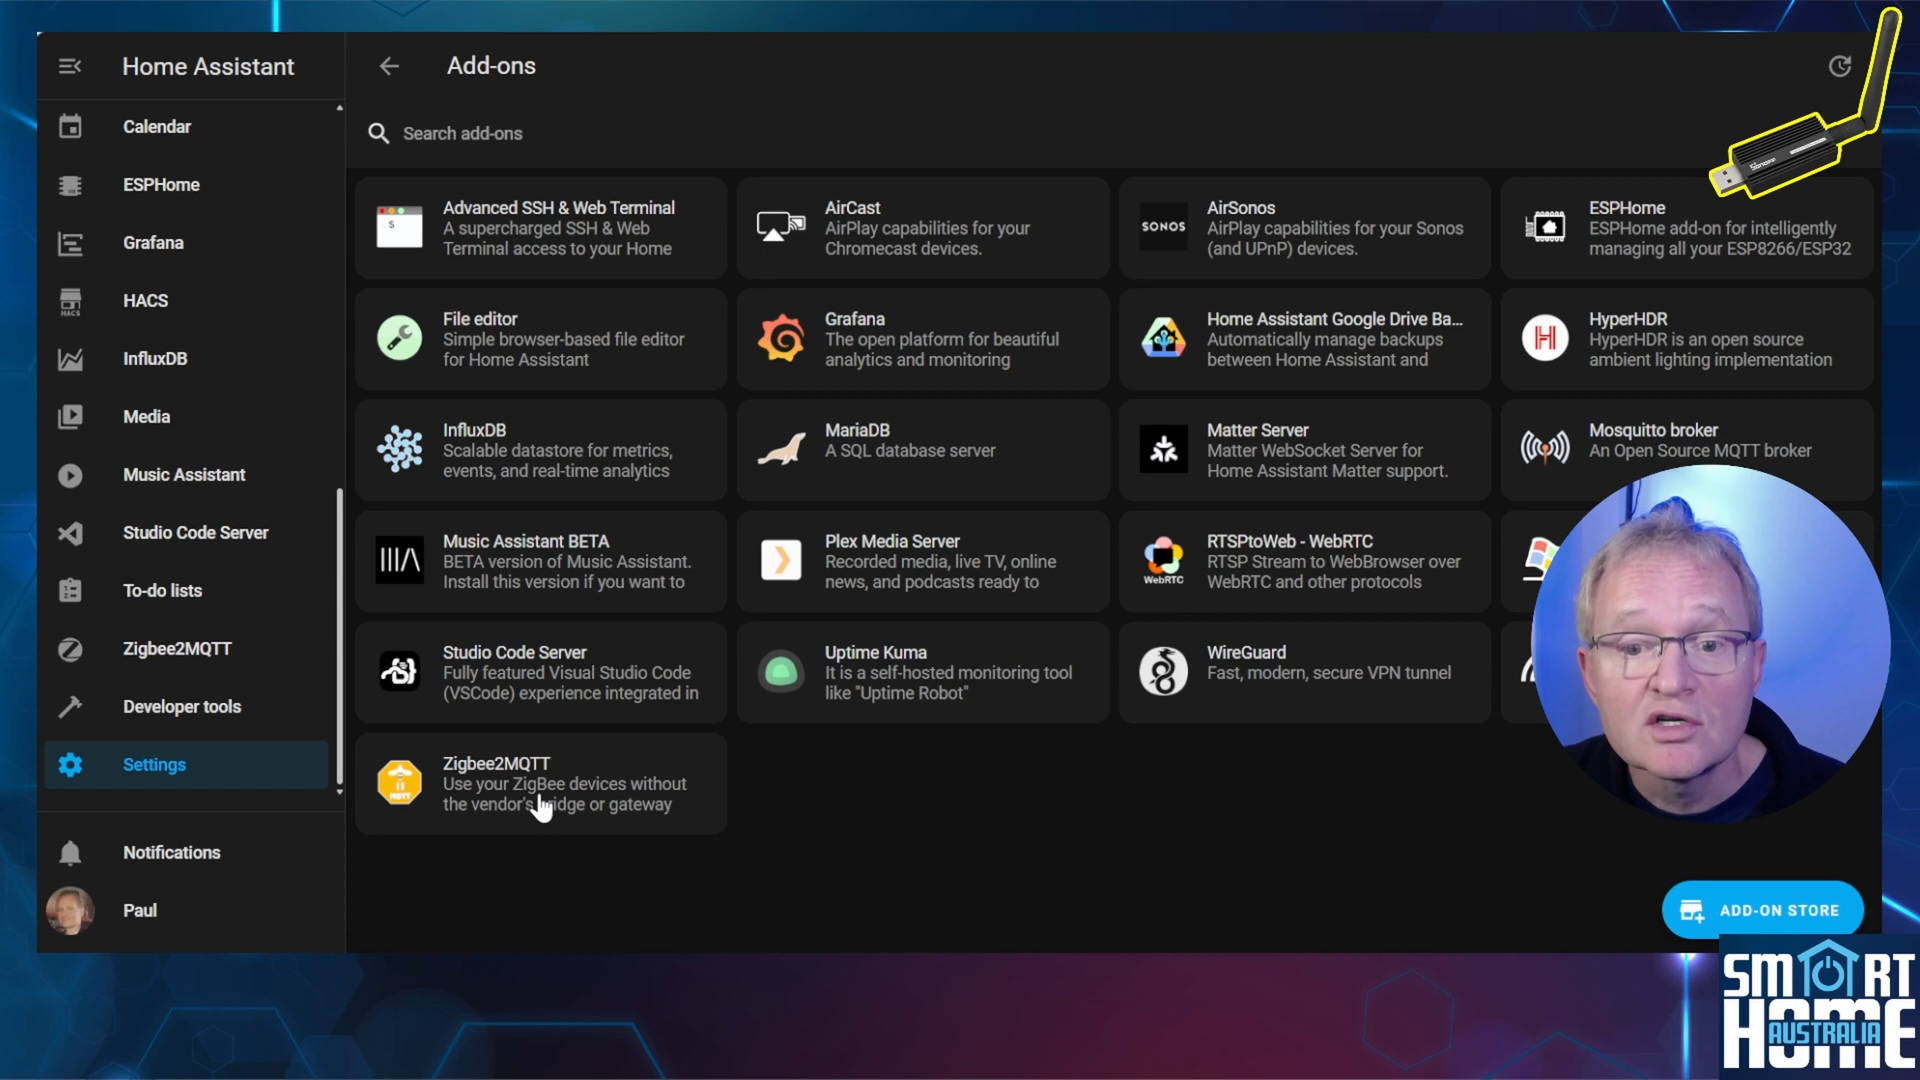 Home Assistant
Calendar
ESPHome
Grafana
HACS
InfluxDB
Media
Music Assistant
Studio Code Server
To-do lists
Zigbee2MQTT
Developer tools
Settings
Notifications
Paul
Add-ons
Search add-ons
Advanced SSH & Web Terminal
A supercharged SSH & Web
Terminal access to your Home
AirCast
AirPlay capabilities for your
Chromecast devices.
SONOS
AirSonos
AirPlay capabilities for your Sonos
(and UPnP) devices.
ESPHome
ESPHome add-on for intelligently
managing all your ESP8266/ESP32
File editor
Simple browser-based file editor
for Home Assistant
Grafana
The open platform for beautiful
analytics and monitoring
Home Assistant Google Drive Ba...
Automatically manage backups
between Home Assistant and
HyperHDR
HyperHDR is an open source
ambient lighting implementation
InfluxDB
Scalable datastore for metrics,
events, and real-time analytics
MariaDB
A SQL database server
Matter Server
Matter WebSocket Server for
Home Assistant Matter support.
Mosquitto broker
An Open Source MQTT broker
Music Assistant BETA
BETA version of Music Assistant.
Install this version if you want to
Plex Media Server
Recorded media, live TV, online
news, and podcasts ready to
WebRTC
RTSPtoWeb - WebRTC
RTSP Stream to WebBrowser over
WebRTC and other protocols
Studio Code Server
Fully featured Visual Studio Code
(VSCode) experience integrated in
Uptime Kuma
It is a self-hosted monitoring tool
like "Uptime Robot"
WireGuard
Fast, modern, secure VPN tunnel
Zigbee2MQTT
Use your ZigBee devices without
the vendor's bridge or gateway
ADD-ON STORE
SONOFF
SMART
HOME
AUSTRALIA